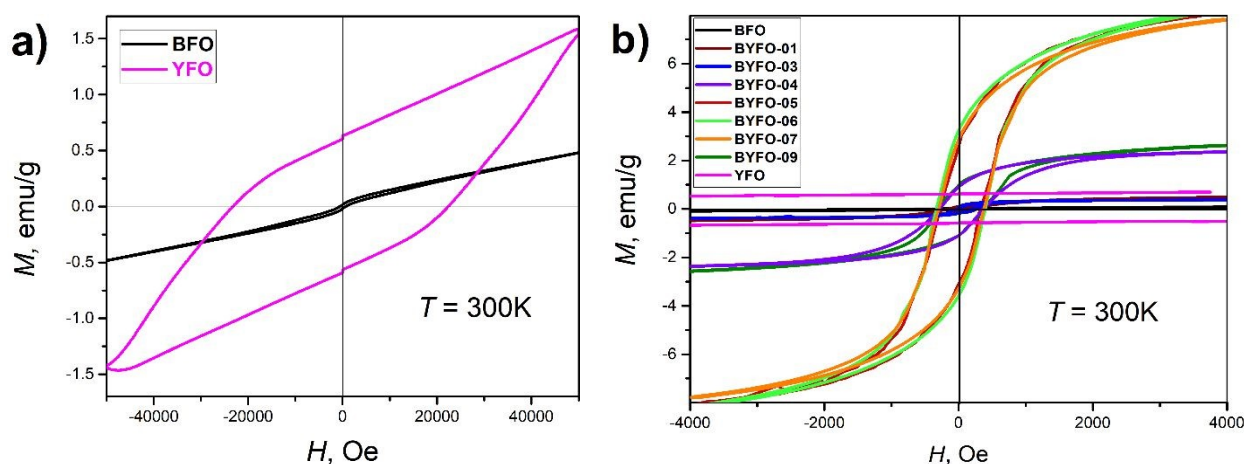 a)
BFO
YFO
1.5
1.0
0.5
0.0
-0.5
-1.0
-1.5
M, emu/g
T = 300K
-40000 -20000 0 20000 40000
H, Oe
b)
BFO
BYFO-01
BYFO-03
BYFO-04
BYFO-05
BYFO-06
BYFO-07
BYFO-09
YFO
6
4
2
0
-2
-4
-6
M, emu/g
T = 300K
-4000 -2000 0 2000 4000
H, Oe